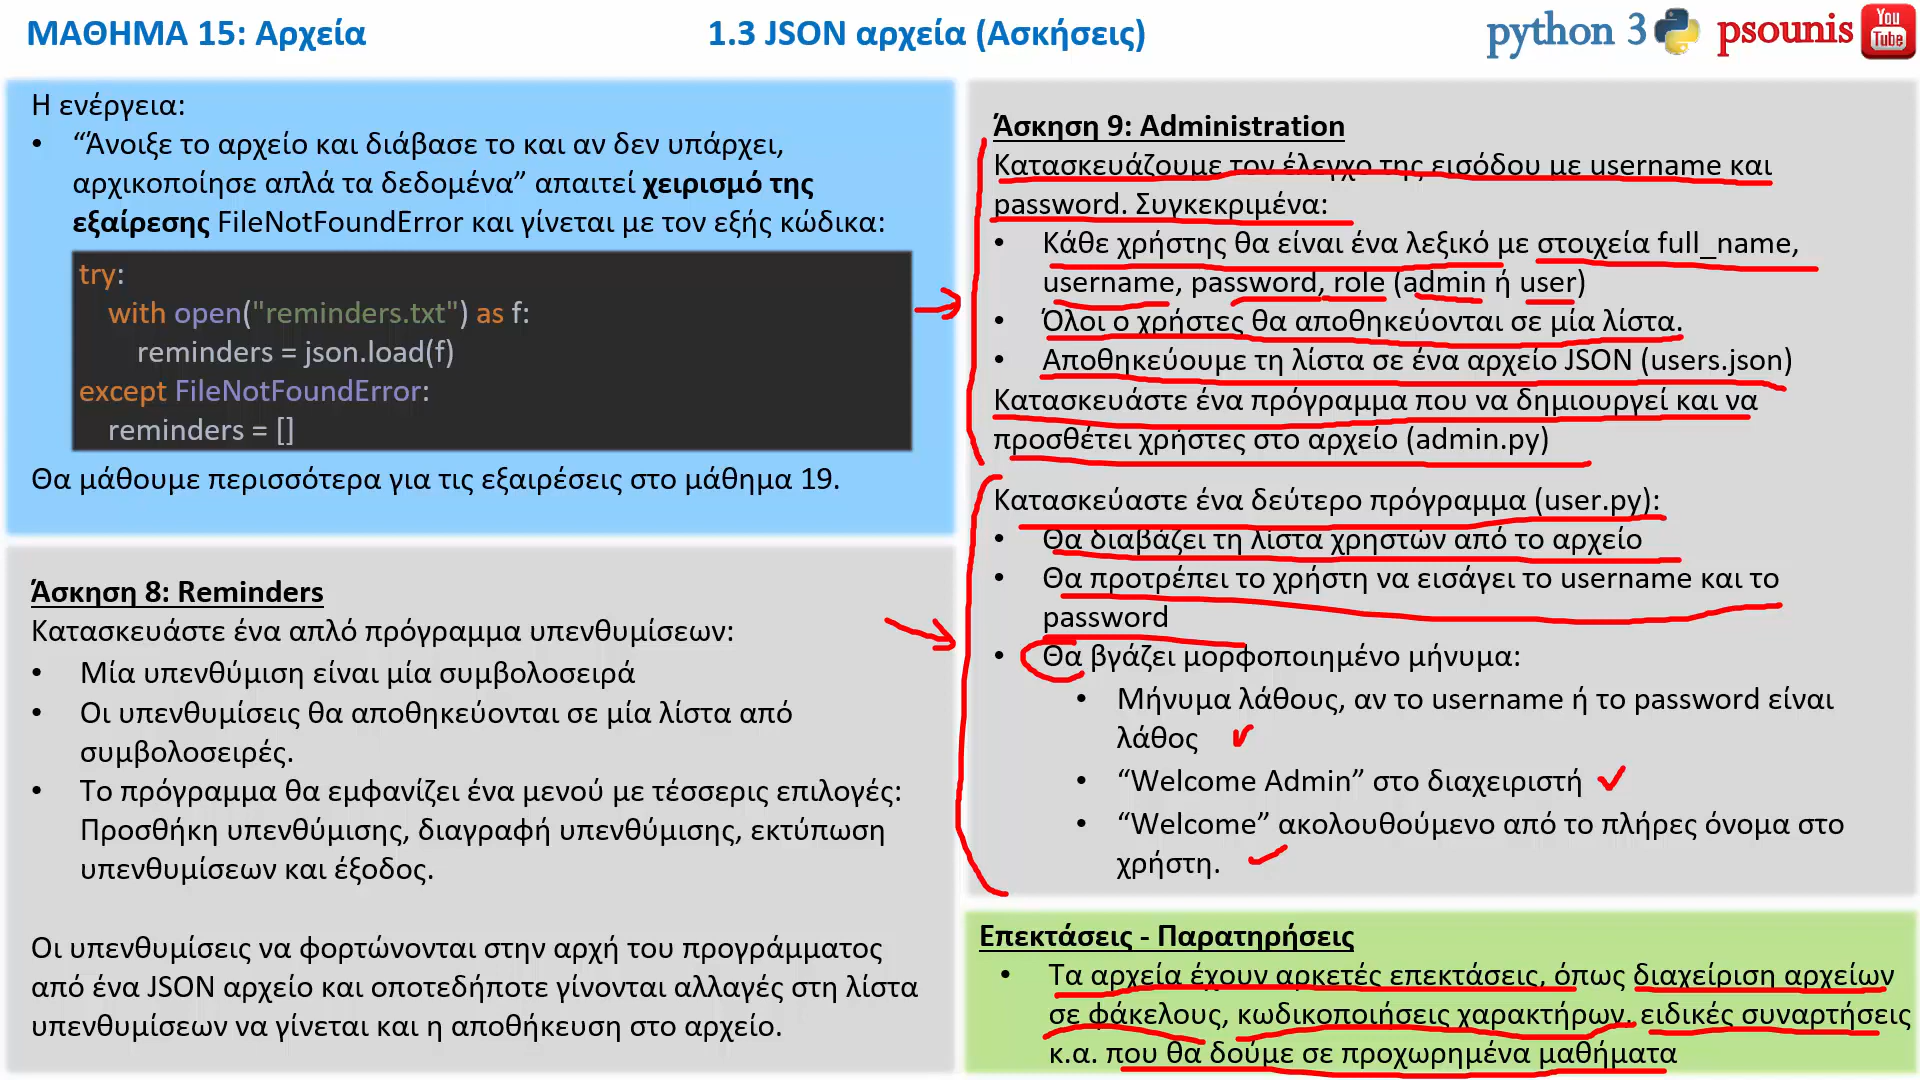 ΜΑΘΗΜΑ 15: Αρχεία
1.3 JSON αρχεία (Ασκήσεις)
python 3
psounis
You
Tube
Η ενέργεια:
• “Άνοιξε το αρχείο και διάβασε το και αν δεν υπάρχει,
αρχικοποίησε απλά τα δεδομένα” απαιτεί χειρισμό της
εξαίρεσης FileNotFoundError και γίνεται με τον εξής κώδικα:
try:
with open("reminders.txt") as f:
reminders = json.load(f)
except FileNotFoundError:
reminders = []
Θα μάθουμε περισσότερα για τις εξαιρέσεις στο μάθημα 19.
Άσκηση 8: Reminders
Κατασκευάστε ένα απλό πρόγραμμα υπενθυμίσεων:
• Μία υπενθύμιση είναι μία συμβολοσειρά
• Οι υπενθυμίσεις θα αποθηκεύονται σε μία λίστα από
συμβολοσειρές.
• Το πρόγραμμα θα εμφανίζει ένα μενού με τέσσερις επιλογές:
Προσθήκη υπενθύμισης, διαγραφή υπενθύμισης, εκτύπωση
υπενθυμίσεων και έξοδος.
Οι υπενθυμίσεις να φορτώνονται στην αρχή του προγράμματος
από ένα JSON αρχείο και οποτεδήποτε γίνονται αλλαγές στη λίστα
υπενθυμίσεων να γίνεται και η αποθήκευση στο αρχείο.
Άσκηση 9: Administration
Κατασκευάζουμε τον έλεγχο της εισόδου με username και
password. Συγκεκριμένα:
• Κάθε χρήστης θα είναι ένα λεξικό με στοιχεία full_name,
username, password, role (admin ή user)
• Όλοι ο χρήστες θα αποθηκεύονται σε μία λίστα.
• Αποθηκεύουμε τη λίστα σε ένα αρχείο JSON (users.json)
Κατασκευάστε ένα πρόγραμμα που να δημιουργεί και να
προσθέτει χρήστες στο αρχείο (admin.py)
Κατασκεύαστε ένα δεύτερο πρόγραμμα (user.py):
• Θα διαβάζει τη λίστα χρηστών από το αρχείο
• Θα προτρέπει το χρήστη να εισάγει το username και το
password
• Θα βγάζει μορφοποιημένο μήνυμα:
• Μήνυμα λάθους, αν το username ή το password είναι
λάθος
• “Welcome Admin” στο διαχειριστή
• “Welcome” ακολουθούμενο από το πλήρες όνομα στο
χρήστη.
Επεκτάσεις - Παρατηρήσεις
• Τα αρχεία έχουν αρκετές επεκτάσεις, όπως διαχείριση αρχείων
σε φάκελους, κωδικοποιήσεις χαρακτήρων, ειδικές συναρτήσεις
κ.α. που θα δούμε σε προχωρημένα μαθήματα